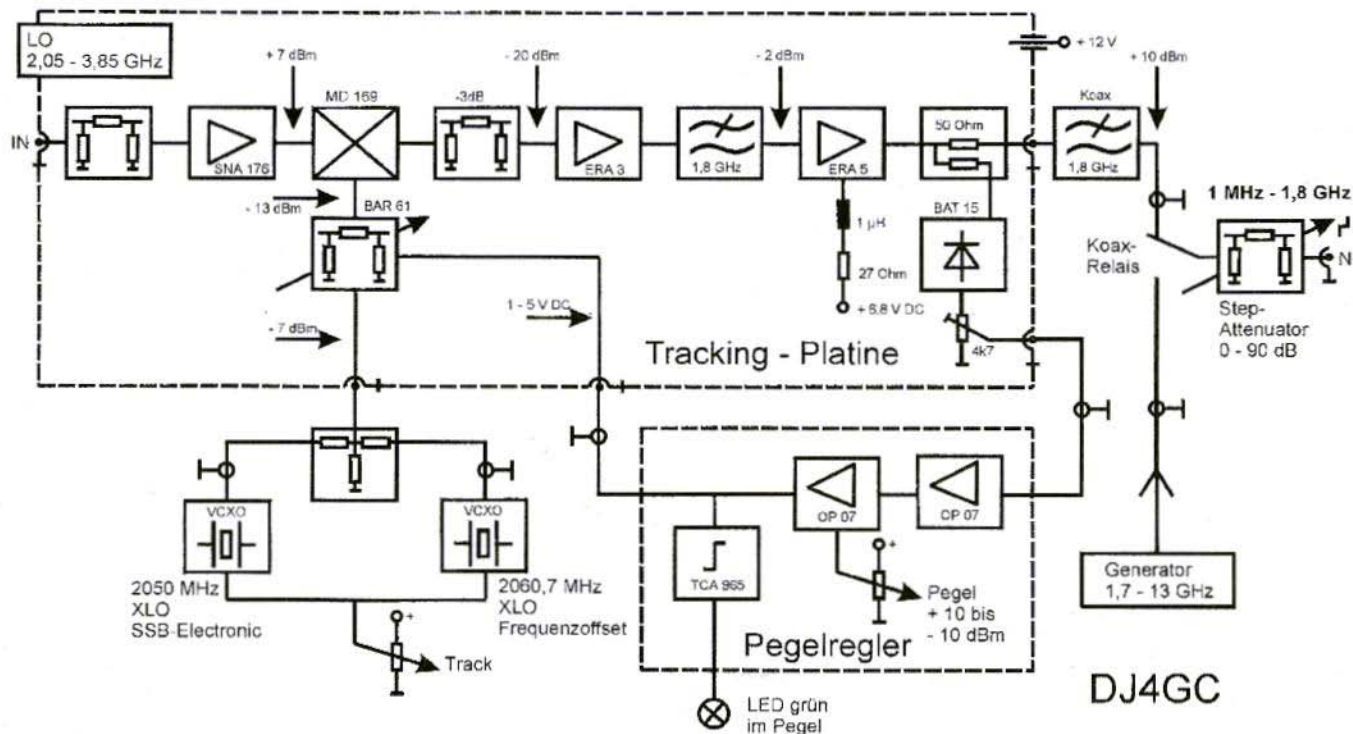 LO
2,05 - 3,85 GHz
+ 7 dBm
- 20 dBm
- 2 dBm
+ 12 V
+ 10 dBm
MD 169
-3dB
50 Ohm
Koax
IN
SNA 176
ERA 3
1,8 GHz
ERA 5
1,8 GHz
- 13 dBm
BAR 61
1 µH
BAT 15
1 MHz - 1,8 GHz
Koax-
Relais
N
27 Ohm
1 - 5 V DC
+ 6,8 V DC
Step-
Attenuator
0 - 90 dB
- 7 dBm
Tracking - Platine
4k7
VCXO
VCXO
OP 07
OP 07
2050 MHz
XLO
SSB-Electronic
2060,7 MHz
XLO
Frequenzoffset
TCA 965
+
Pegel
+ 10 bis
- 10 dBm
Generator
1,7 - 13 GHz
+
Track
Pegelregler
LED grün
im Pegel
DJ4GC